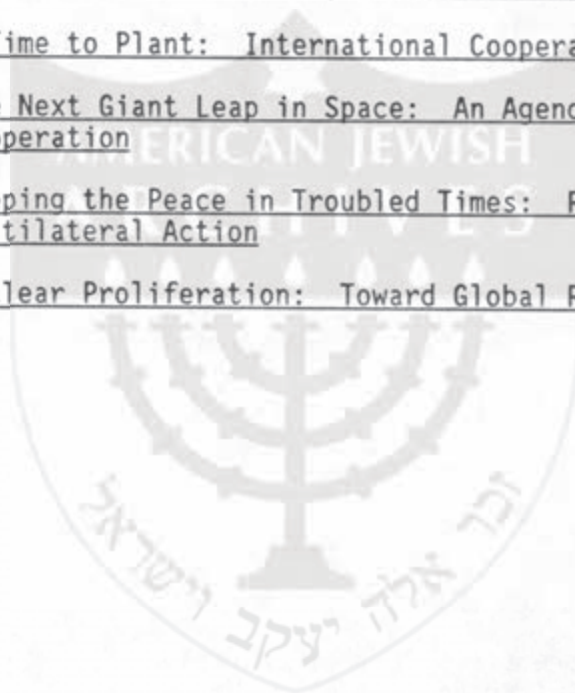 Time to Plant: International Coopera
Next Giant Leap in Space: An Agend
peration
ping the Peace in Troubled Times:
tilateral Action
lear Proliferation: Toward Global
AMERICAN JEWISH
ARCHIVES
זכר אלה יעקב וישראל